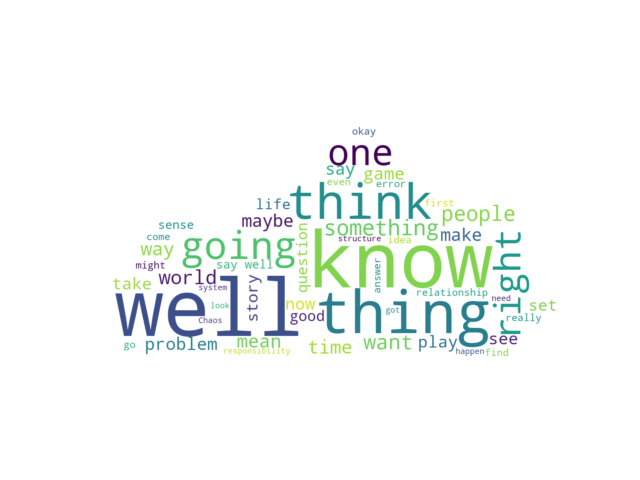 okay
one
say game
even error
think
life first
maybe something people
sense make
come going know right
way question structure idea
might say well
world answer
take system story relationship
well thing
look now need
Chaos good got set
really
go problem mean time want play see
responsibility happen find